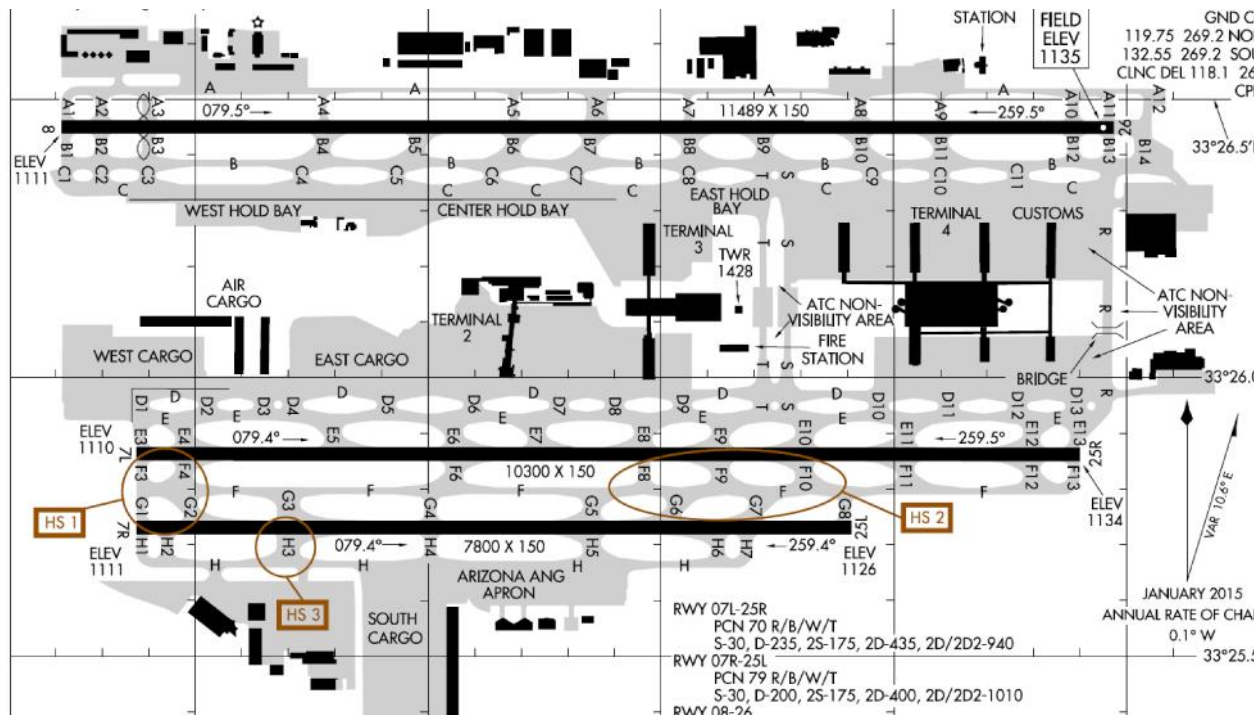 STATION
FIELD
ELEV
1135
GND C
119.75 269.2 NO
132.55 269.2 SOU
CLNC DEL 118.1 26
CP
A
A
A
A1
A2
A3
079.5°
A4
A5
A6
A7
11489 X 150
A8
A9
259.5°
A10
A11
A12
8
26
33°26.5'
ELEV
1111
B1
B2
B3
B
B4
B5
B
B6
B7
B
B8
B9
B
B10
B11
B
B12
B13
B14
C1
C2
C3
C
C4
C5
C
C6
C
C7
C
C8
S
C
C9
C10
C11
C
WEST HOLD BAY
CENTER HOLD BAY
EAST HOLD
BAY
TERMINAL
3
TERMINAL
4
CUSTOMS
T
S
R
TWR
1428
AIR
CARGO
TERMINAL
2
ATC NON-
VISIBILITY AREA
ATC NON-
VISIBILITY
AREA
R
FIRE
STATION
WEST CARGO
EAST CARGO
T
S
BRIDGE
R
33°26.0
D1
D
D2
D3
D4
D
D5
D
D6
D7
D8
D
D9
D
T
S
D
D10
D11
D12
D13
E
E
E
E
E
ELEV
1110
E3
E4
079.4°
E5
E6
E7
E8
E9
E10
E11
259.5°
E12
E13
7L
25R
F3
F4
F6
10300 X 150
F8
F9
F10
F11
F12
F13
F
F
F
F
ELEV
1134
HS 1
G1
G2
G3
G4
G5
G6
G7
G8
HS 2
7R
25L
ELEV
1111
H1
H2
H3
079.4°
H4
7800 X 150
H5
H6
H7
259.4°
ELEV
1126
H
H
H
VAR 10.6° E
ARIZONA ANG
APRON
HS 3
SOUTH
CARGO
JANUARY 2015
ANNUAL RATE OF CHA
0.1° W
33°25.5
RWY 07L-25R
PCN 70 R/B/W/T
S-30, D-235, 2S-175, 2D-435, 2D/2D2-940
RWY 07R-25L
PCN 79 R/B/W/T
S-30, D-200, 2S-175, 2D-400, 2D/2D2-1010
RWY 08-26